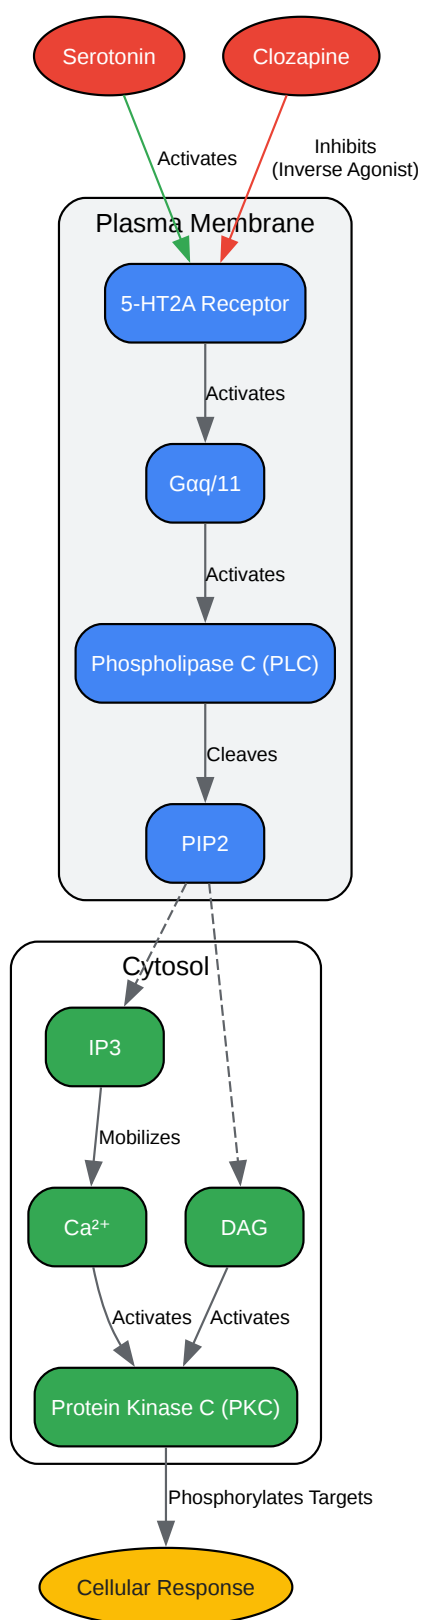 Serotonin
Clozapine
Activates
Inhibits
(Inverse Agonist)
Plasma Membrane
5-HT2A Receptor
Activates
Gαq/11
Activates
Phospholipase C (PLC)
Cleaves
PIP2
Cytosol
IP3
Mobilizes
Ca²⁺
DAG
Activates
Activates
Protein Kinase C (PKC)
Phosphorylates Targets
Cellular Response